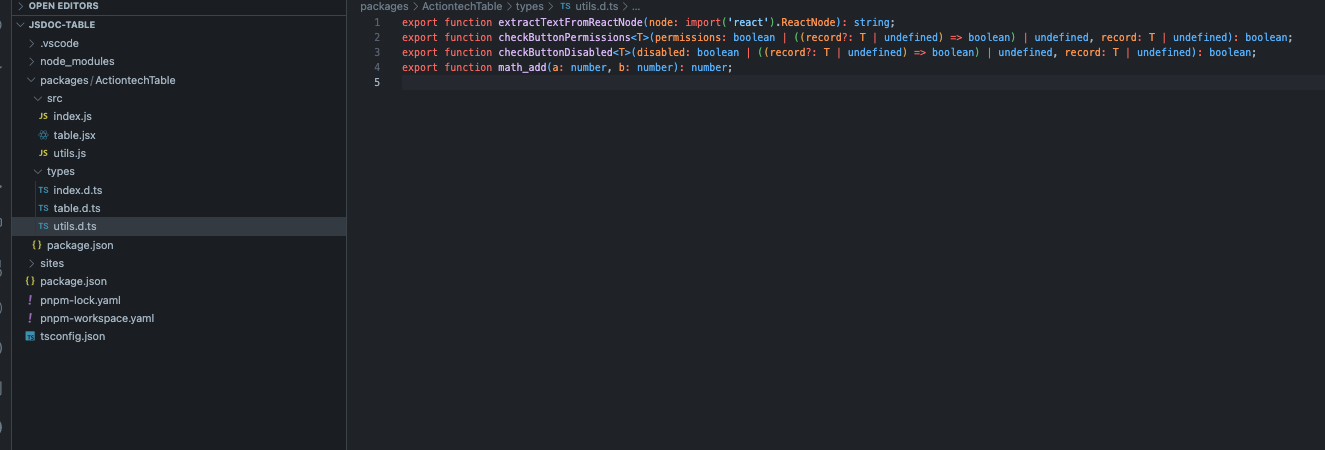 OPEN EDITORS
JSDOC-TABLE
.vscode
node_modules
packages / ActiontechTable
src
JS index.js
table.jsx
JS utils.js
types
TS index.d.ts
TS table.d.ts
TS utils.d.ts
{} package.json
sites
{} package.json
! pnpm-lock.yaml
! pnpm-workspace.yaml
TS tsconfig.json
packages > ActiontechTable > types > TS utils.d.ts > ...
1 export function extractTextFromReactNode(node: import('react').ReactNode): string;
2 export function checkButtonPermissions<T>(permissions: boolean | ((record?: T | undefined) => boolean) | undefined, record: T | undefined): boolean;
3 export function checkButtonDisabled<T>(disabled: boolean | ((record?: T | undefined) => boolean) | undefined, record: T | undefined): boolean;
4 export function math_add(a: number, b: number): number;
5